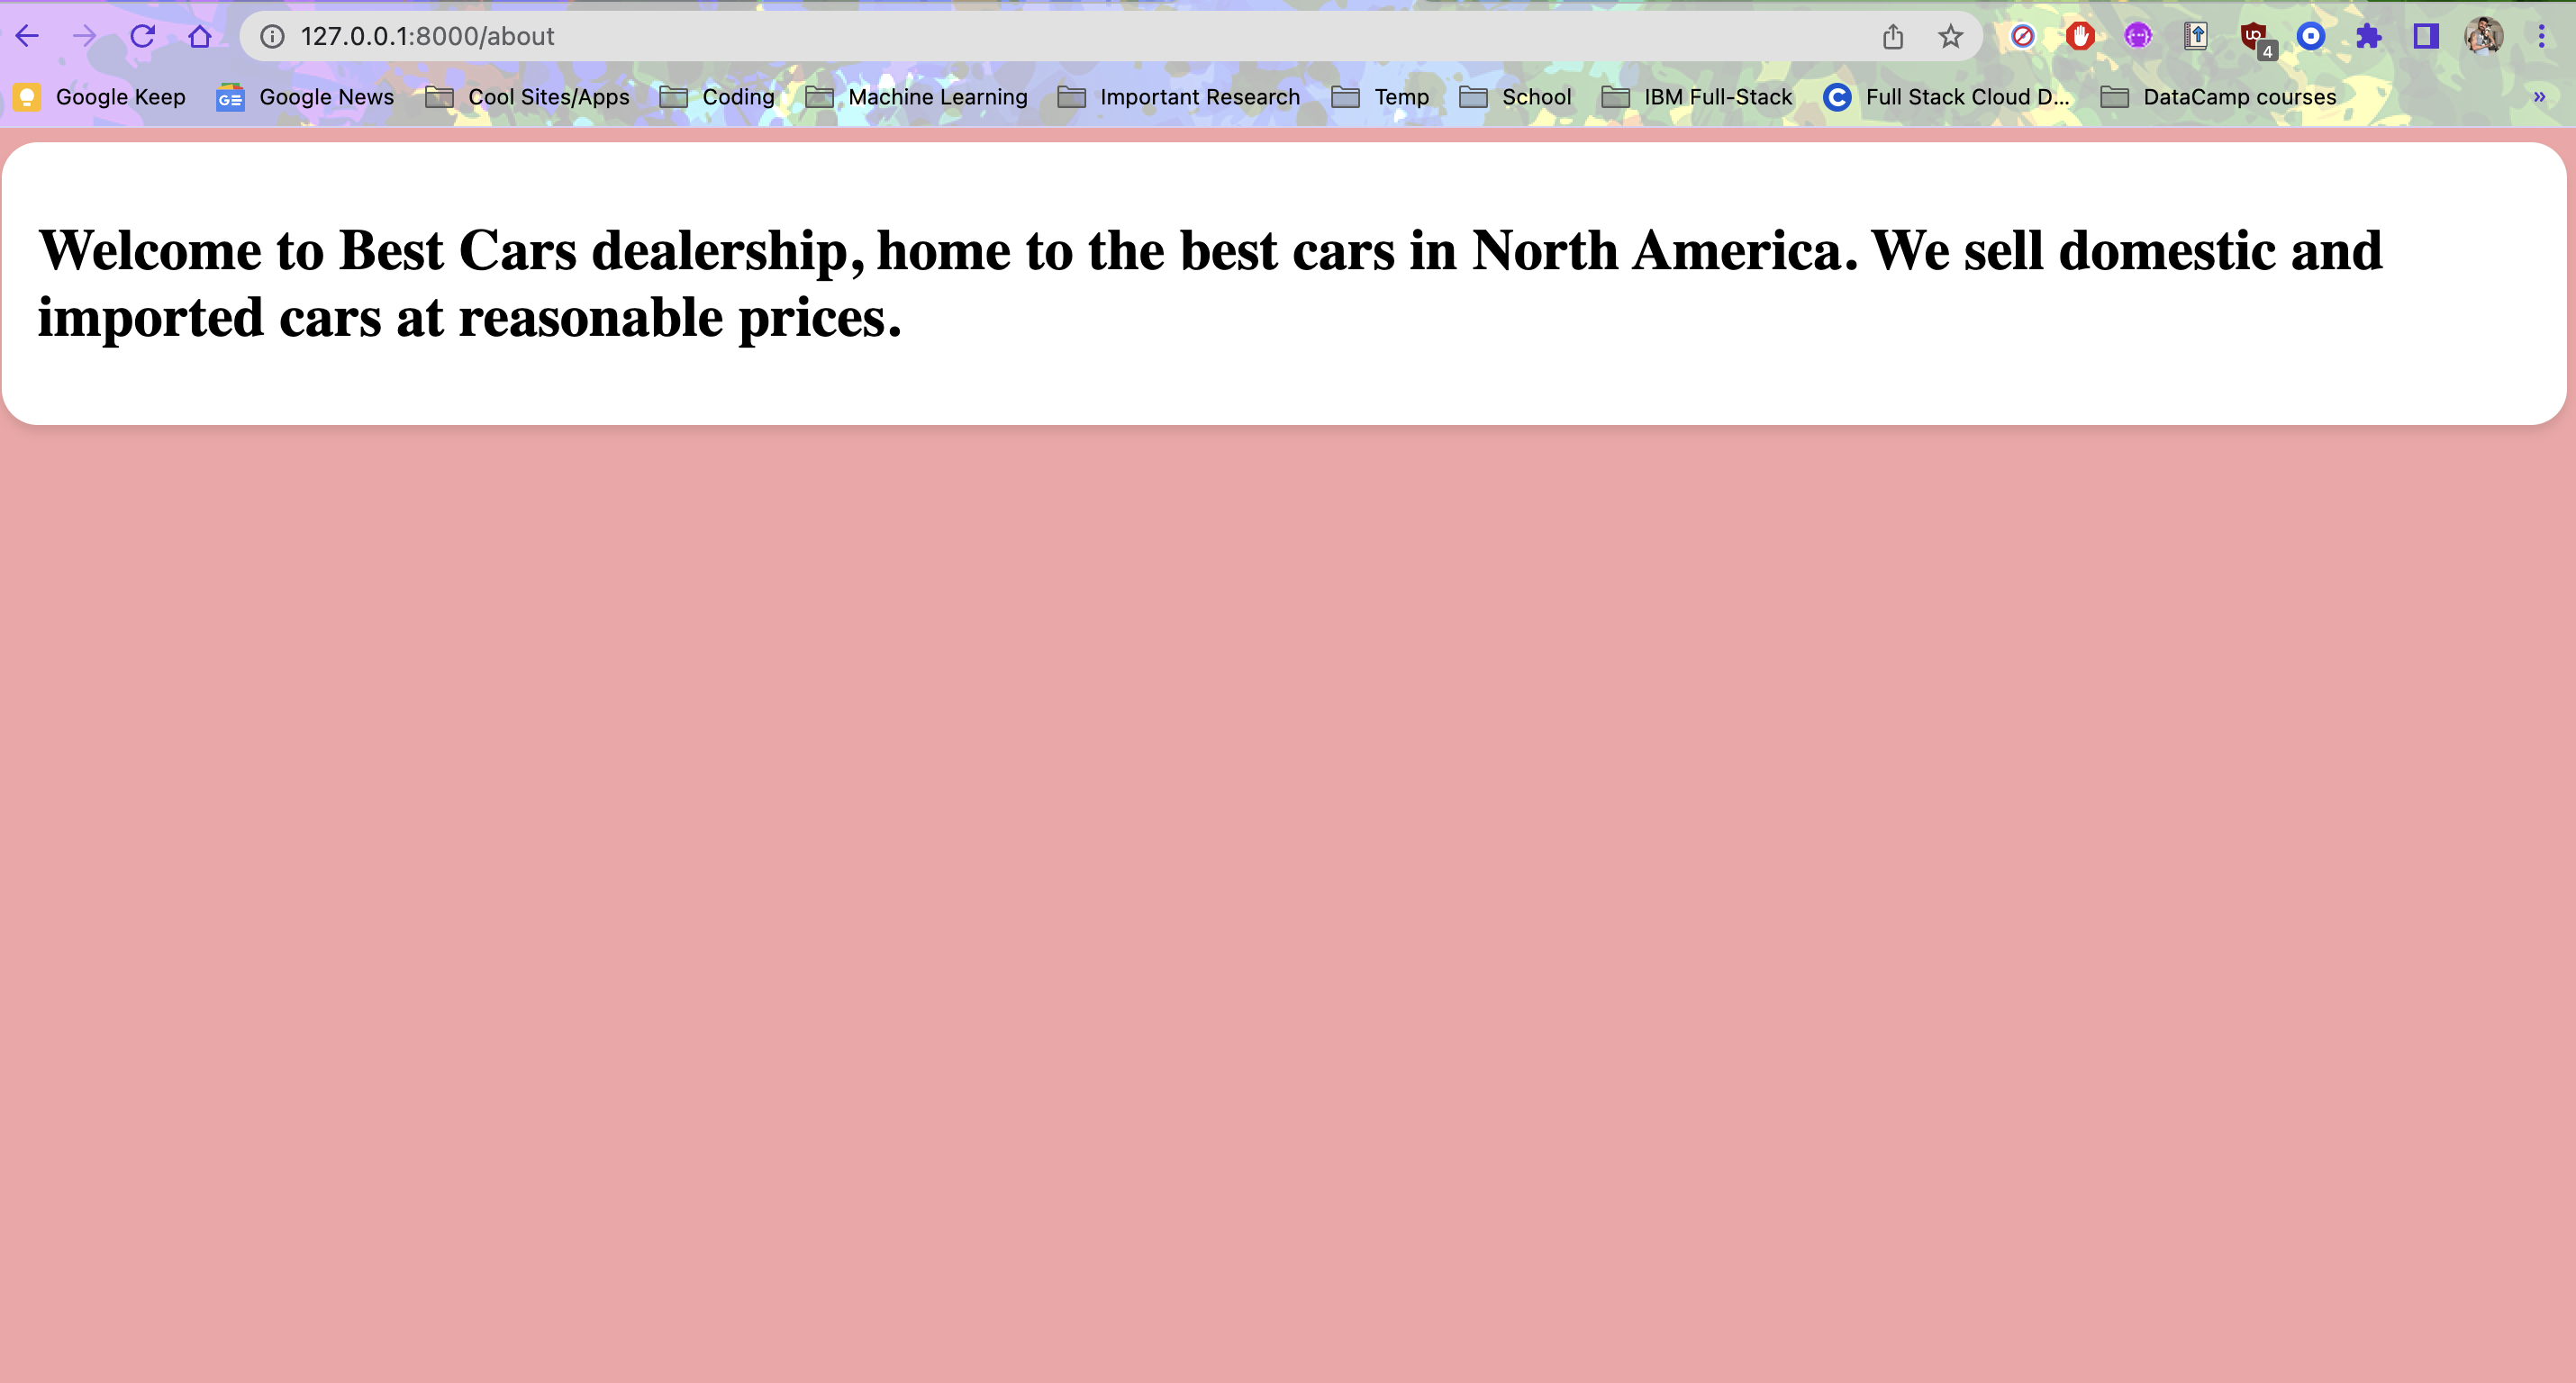 127.0.0.1:8000/about
4
Google Keep Google News Cool Sites/Apps Coding Machine Learning Important Research Temp School IBM Full-Stack Full Stack Cloud D... DataCamp courses »
Welcome to Best Cars dealership, home to the best cars in North America. We sell domestic and
imported cars at reasonable prices.